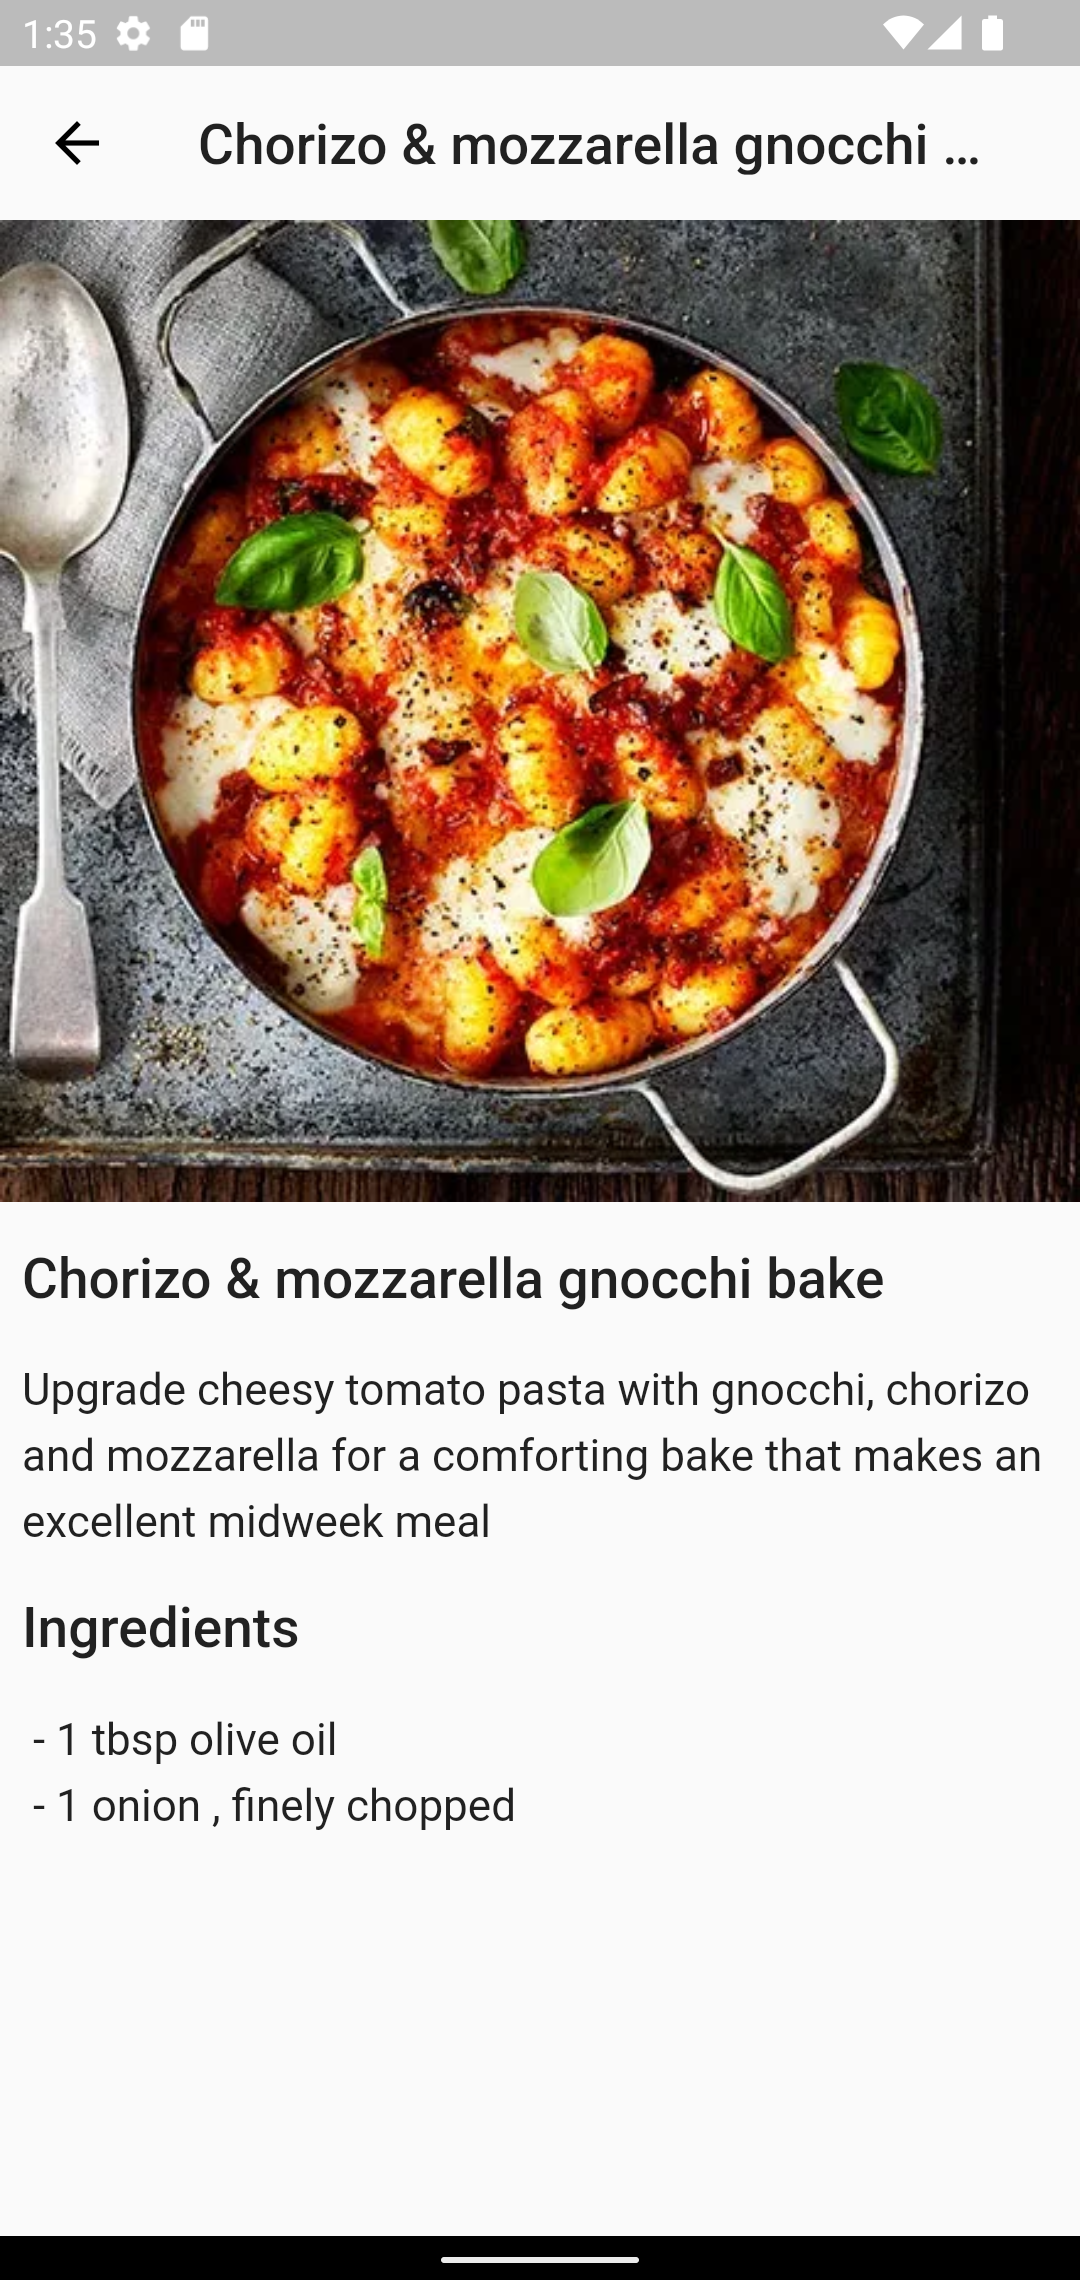 1:35
Chorizo & mozzarella gnocchi ...
Chorizo & mozzarella gnocchi bake
Upgrade cheesy tomato pasta with gnocchi, chorizo
and mozzarella for a comforting bake that makes an
excellent midweek meal
Ingredients
- 1 tbsp olive oil
- 1 onion , finely chopped